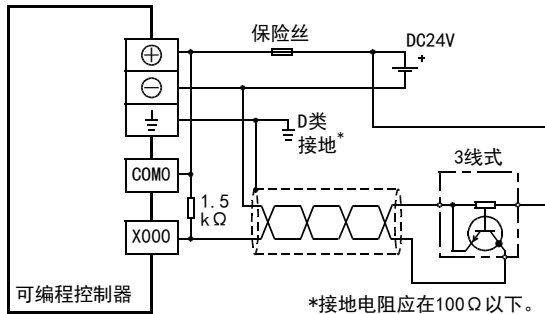 保险丝
DC24V
+
D类
接地*
COM0
3线式
1.5
kΩ
X000
可编程控制器
*接地电阻应在100Ω以下。